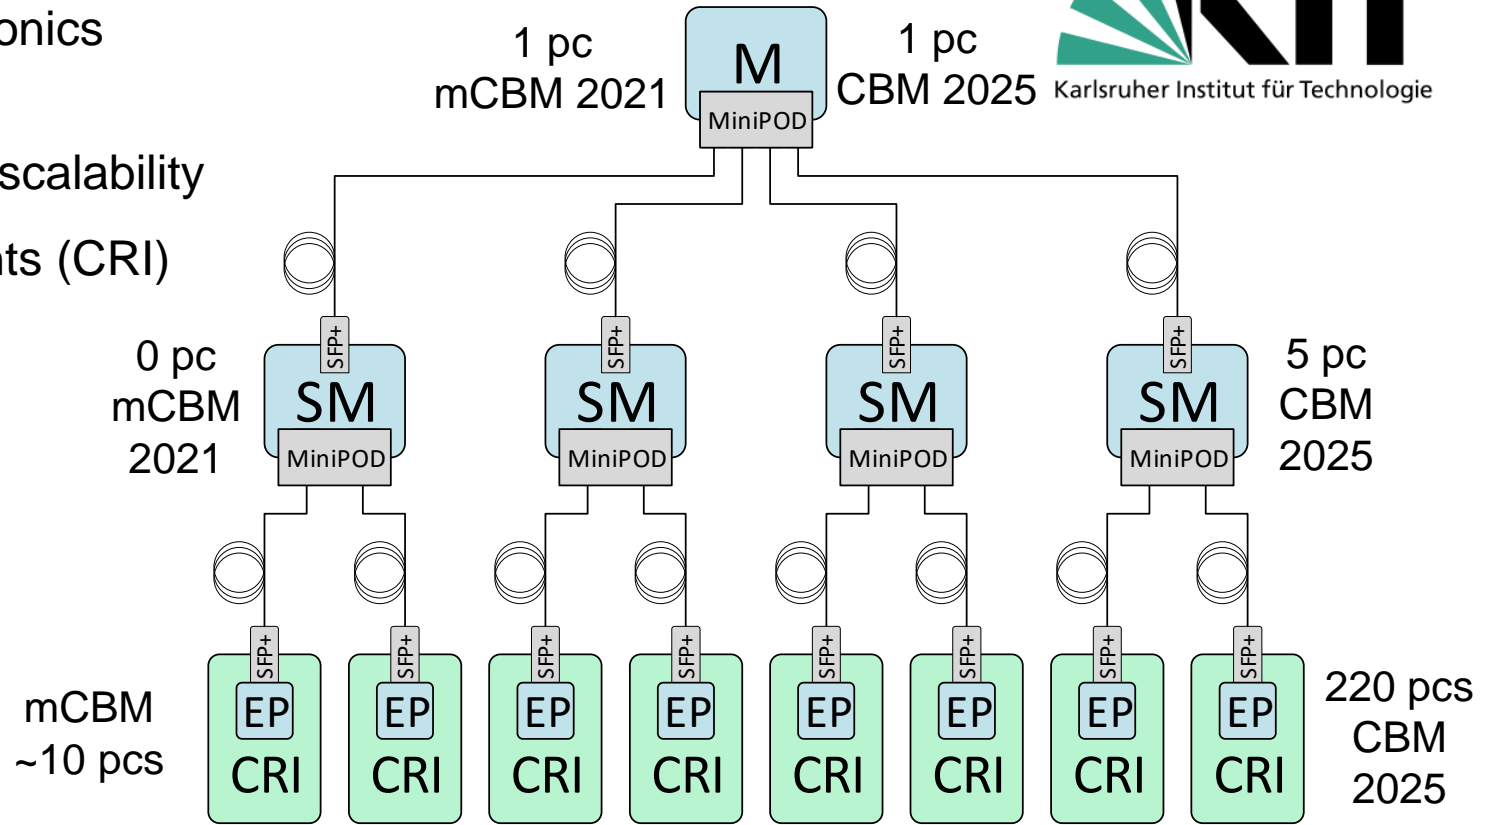 onics
scalability
nts (CRI)
1 pc
mCBM 2021
M
MiniPOD
1 pc
CBM 2025
KIT
Karlsruher Institut für Technologie
0 pc
mCBM
2021
SFP+
SM
MiniPOD
SFP+
SM
MiniPOD
SFP+
SM
MiniPOD
SFP+
SM
MiniPOD
5 pc
CBM
2025
mCBM
~10 pcs
SFP+
EP
CRI
SFP+
EP
CRI
SFP+
EP
CRI
SFP+
EP
CRI
SFP+
EP
CRI
SFP+
EP
CRI
SFP+
EP
CRI
SFP+
EP
CRI
220 pcs
CBM
2025